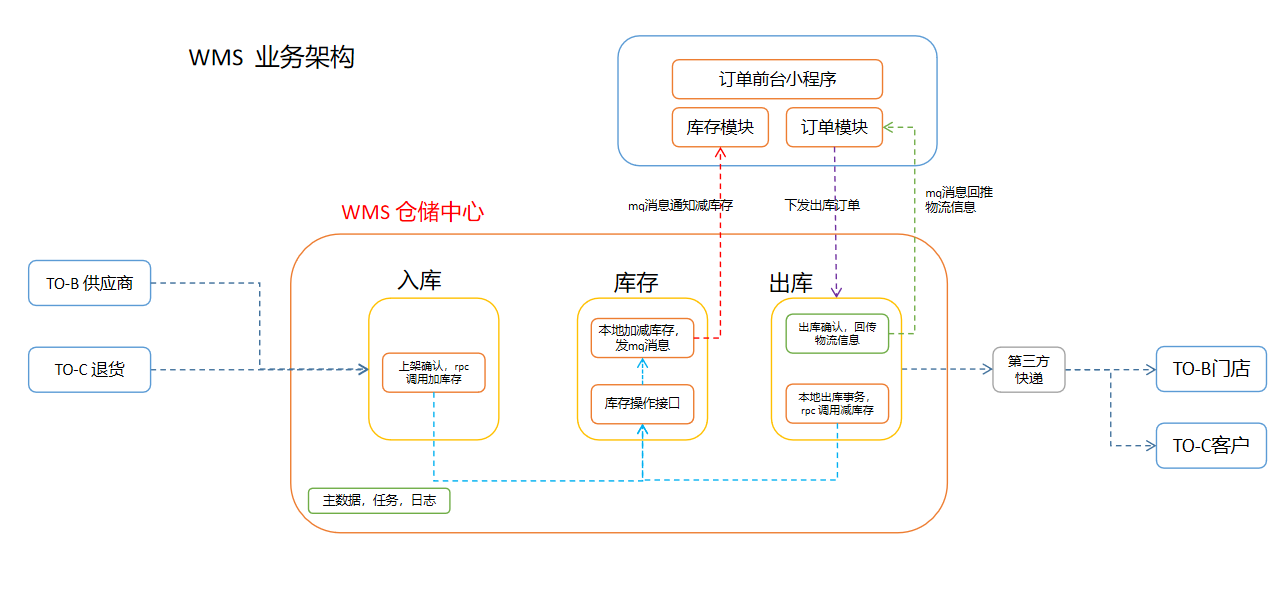 WMS 业务架构
订单前台小程序
库存模块
订单模块
mq消息通知减库存
下发出库订单
mq消息回推
物流信息
WMS 仓储中心
TO-B 供应商
TO-C 退货
入库
上架确认，rpc
调用加库存
库存
本地加减库存，
发mq消息
库存操作接口
出库
出库确认，回传
物流信息
本地出库事务，
rpc 调用减库存
主数据，任务，日志
第三方
快递
TO-B门店
TO-C客户